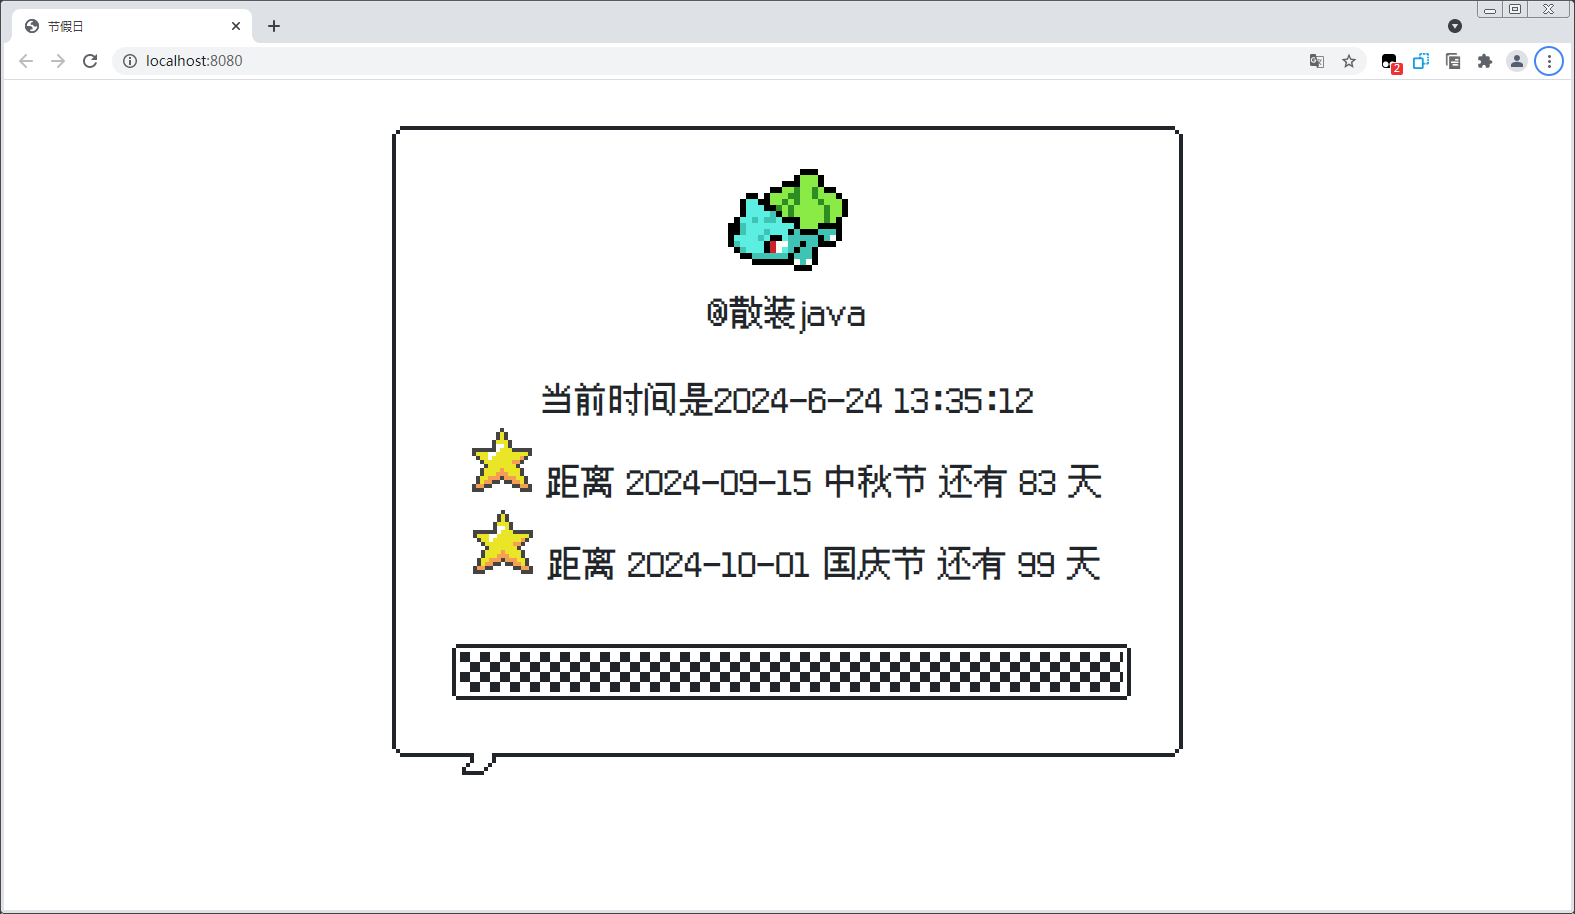 节假日
localhost:8080
2
@散装java
当前时间是2024-6-24 13:35:12
距离 2024-09-15 中秋节 还有 83 天
距离 2024-10-01 国庆节 还有 99 天